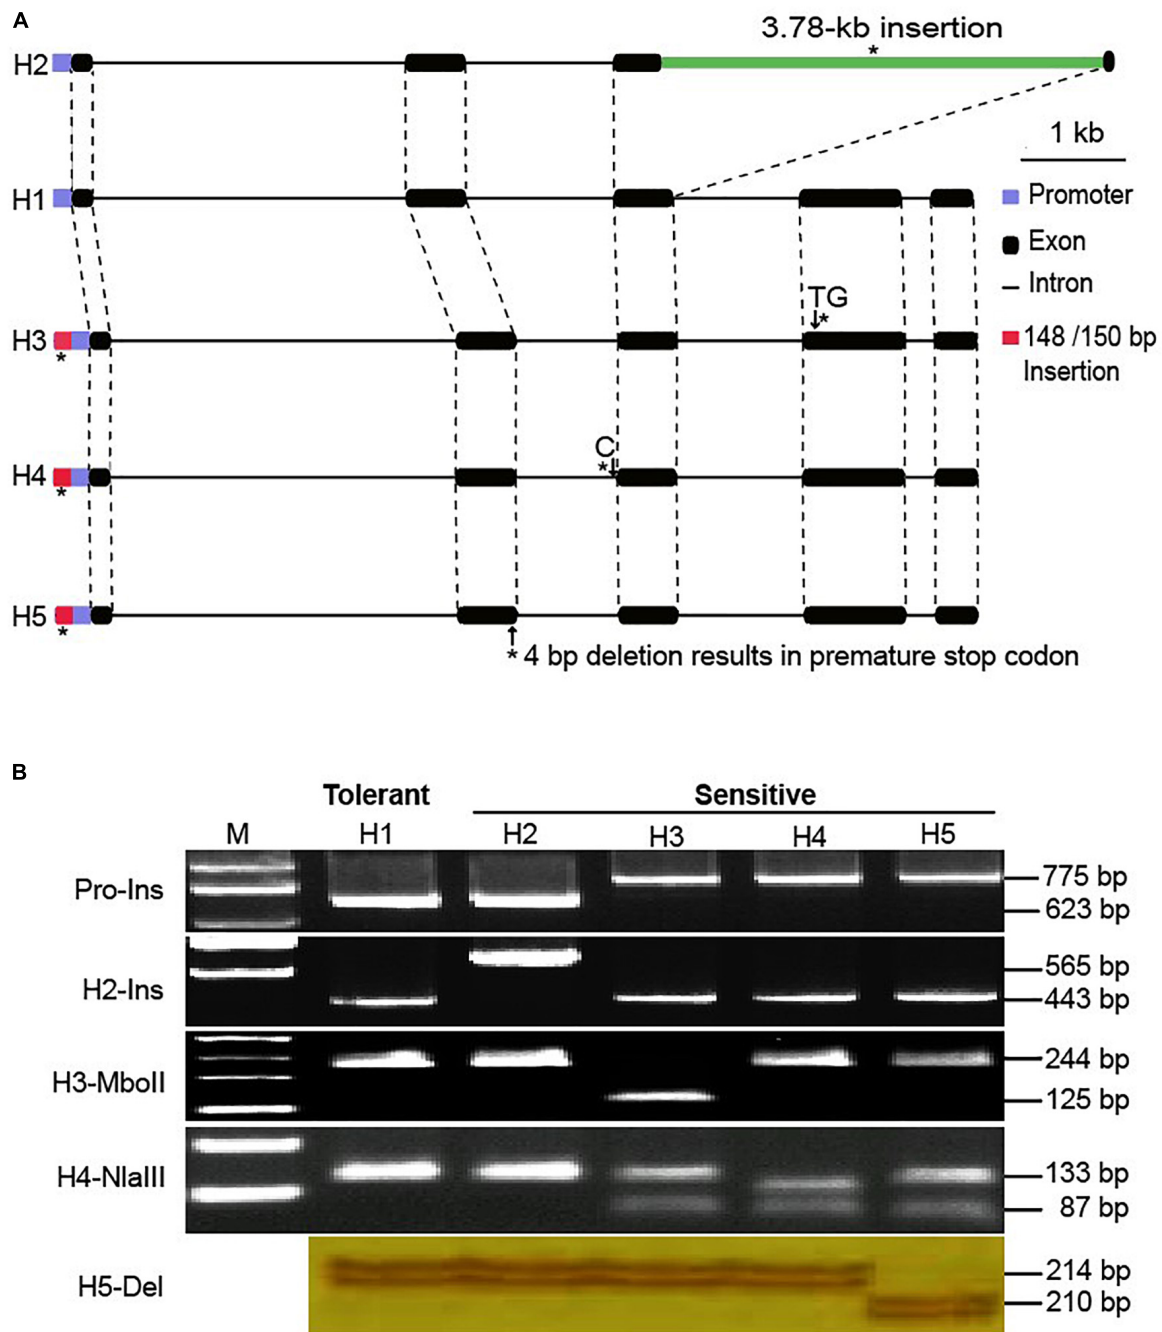 A
3.78-kb insertion
*
H2
1 kb
H1
Promoter
Exon
Intron
TG
*
H3
*
148 /150 bp
Insertion
C
*
H4
*
H5
*
* 4 bp deletion results in premature stop codon
B
Tolerant Sensitive
M H1 H2 H3 H4 H5
Pro-Ins 775 bp
623 bp
H2-Ins 565 bp
443 bp
H3-MboII 244 bp
125 bp
H4-NlaIII 133 bp
87 bp
H5-Del 214 bp
210 bp